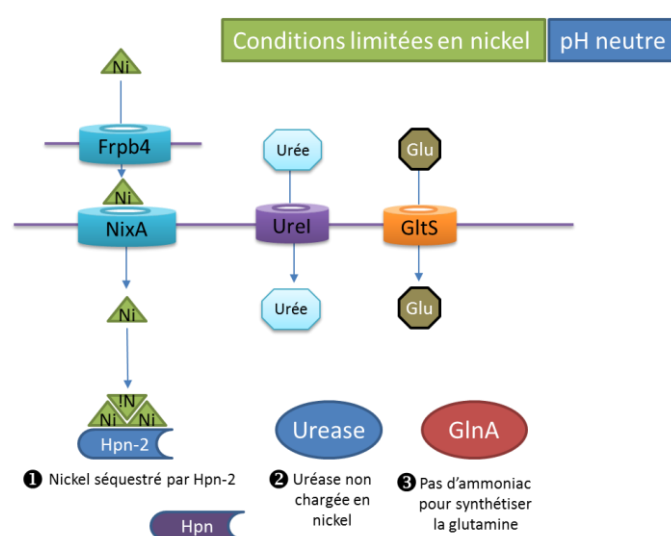 Conditions limitées en nickel
pH neutre
Ni
Frpb4
Urée
Glu
Ni
NixA
UreI
GltS
Ni
Urée
Glu
Ni
Ni
Ni
Hpn-2
Urease
GlnA
❶ Nickel séquestré par Hpn-2
❷ Uréase non
chargée en
nickel
❸ Pas d’ammoniac
pour synthétiser
la glutamine
Hpn